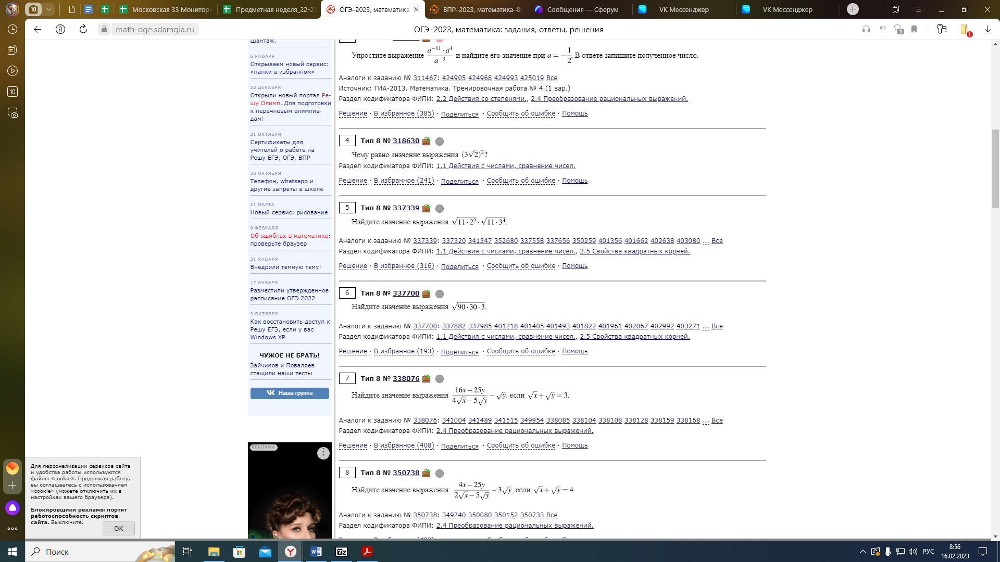 10
Московская 33 Монитори
Предметная неделя_22-23
ОГЭ–2023, математика:
ВПР–2023, математика–8:
Сообщения — Сферум
VK Мессенджер
VK Мессенджер
math-oge.sdamgia.ru
ОГЭ–2023, математика: задания, ответы, решения
1
10
шантаж.
6 ЯНВАРЯ
Открываем новый сервис:
«папки в избранном»
22 ДЕКАБРЯ
Открыли новый портал Ре-
шу Олимп. Для подготовки
к перечневым олимпиа-
дам!
31 ОКТЯБРЯ
Сертификаты для
учителей о работе на
Решу ЕГЭ, ОГЭ, ВПР
30 ОКТЯБРЯ
Телефон, whatsapp и
другие запреты в школе
21 МАРТА
Новый сервис: рисование
9 ФЕВРАЛЯ
Об ошибках в математике:
проверьте браузер
31 ЯНВАРЯ
Внедрили тёмную тему!
17 ЯНВАРЯ
Разместили утвержденное
расписание ОГЭ 2022
9 ОКТЯБРЯ
Как восстановить доступ к
Решу ЕГЭ, если у вас
Windows XP
ЧУЖОЕ НЕ БРАТЬ!
Зайчиков и Поваляев
стащили наши тесты
Наша группа
РЕКЛАМА
Упростите выражение \frac{a^{-11} · a^4}{a^{-3}} и найдите его значение при a = -\frac{1}{2}. В ответе запишите полученное число.
Аналоги к заданию № 311467: 424905 424968 424993 425019 Все
Источник: ГИА-2013. Математика. Тренировочная работа № 4.(1 вар.)
Раздел кодификатора ФИПИ: 2.2 Действия со степенями., 2.4 Преобразование рациональных выражений.
Решение · В избранное (385) · Поделиться · Сообщить об ошибке · Помощь
4 Тип 8 № 318630
Чему равно значение выражения (3√2)²?
Раздел кодификатора ФИПИ: 1.1 Действия с числами, сравнение чисел.
Решение · В избранное (241) · Поделиться · Сообщить об ошибке · Помощь
5 Тип 8 № 337339
Найдите значение выражения \sqrt{11 · 2^2} · \sqrt{11 · 3^4}.
Аналоги к заданию № 337339: 337320 341347 352680 337558 337656 350259 401356 401662 402638 403080 ... Все
Раздел кодификатора ФИПИ: 1.1 Действия с числами, сравнение чисел., 2.5 Свойства квадратных корней.
Решение · В избранное (316) · Поделиться · Сообщить об ошибке · Помощь
6 Тип 8 № 337700
Найдите значение выражения \sqrt{90 · 30 · 3}.
Аналоги к заданию № 337700: 337882 337985 401218 401405 401493 401822 401961 402067 402992 403271 ... Все
Раздел кодификатора ФИПИ: 1.1 Действия с числами, сравнение чисел., 2.5 Свойства квадратных корней.
Решение · В избранное (193) · Поделиться · Сообщить об ошибке · Помощь
7 Тип 8 № 338076
Найдите значение выражения \frac{16x - 25y}{4\sqrt{x} - 5\sqrt{y}} - \sqrt{y}, если \sqrt{x} + \sqrt{y} = 3.
Аналоги к заданию № 338076: 341004 341489 341515 349954 338085 338104 338108 338128 338159 338168 ... Все
Раздел кодификатора ФИПИ: 2.4 Преобразование рациональных выражений.
Решение · В избранное (408) · Поделиться · Сообщить об ошибке · Помощь
8 Тип 8 № 350738
Найдите значение выражения: \frac{4x - 25y}{2\sqrt{x} - 5\sqrt{y}} - 3\sqrt{y}, если \sqrt{x} + \sqrt{y} = 4
Аналоги к заданию № 350738: 349240 350080 350152 350733 Все
Раздел кодификатора ФИПИ: 2.4 Преобразование рациональных выражений.
Для персонализации сервисов сайта
и удобства работы используются
файлы «cookie». Продолжая работу,
вы соглашаетесь с использованием
«cookie» (можете отключить их в
настройках вашего браузера).
Блокировщики рекламы портят
работоспособность скриптов
сайта. Выключите.
OK
Поиск
РУС
8:56
16.02.2023